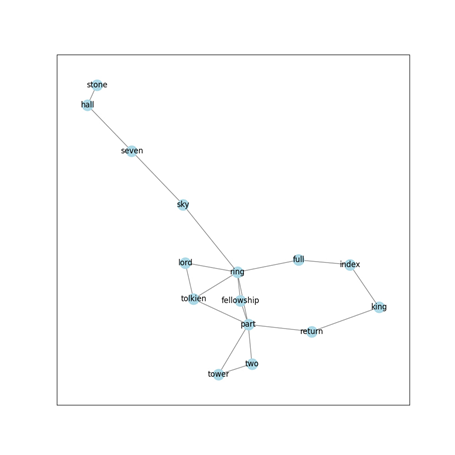 stone
hall
seven
sky
lord
ring
full
index
tolkien
fellowship
king
part
return
two
tower